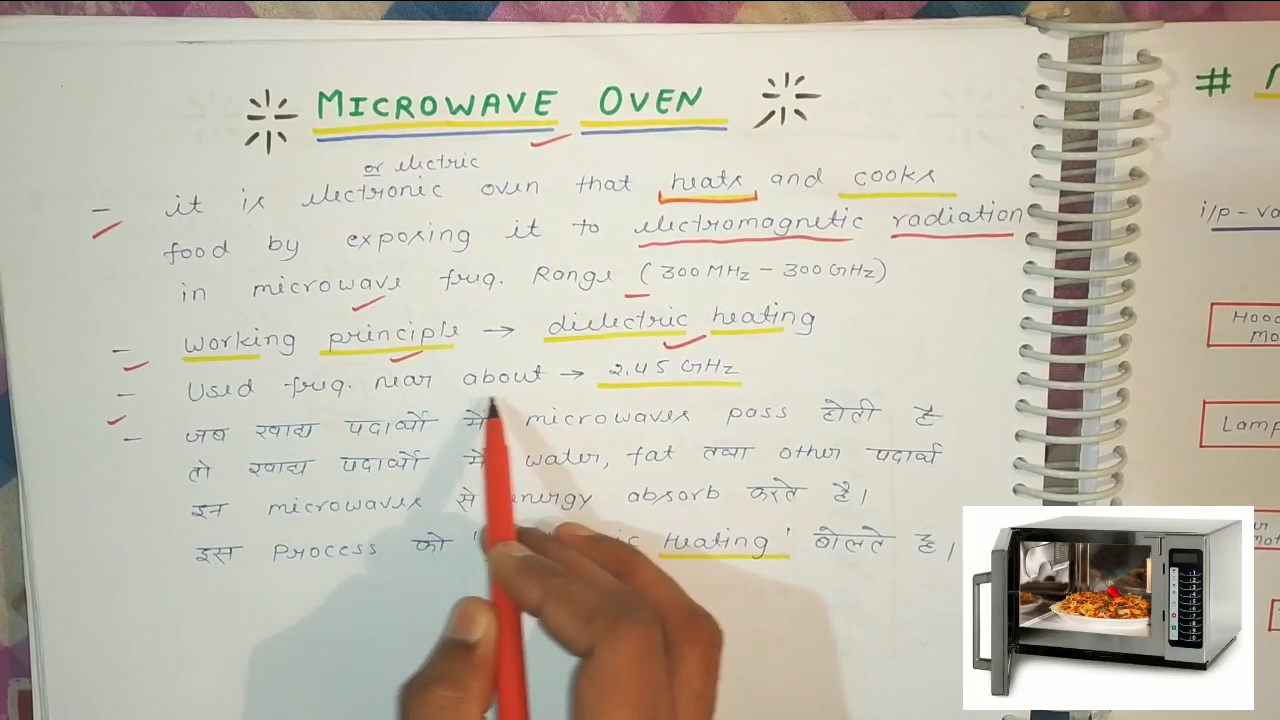 MICROWAVE OVEN
or electric
- it is electronic oven that heats and cooks
food by exposing it to electromagnetic radiation
in microwave freq. Range (300 MHz - 300 GHz)
- Working principle → dielectric heating
- Used freq. near about → 2.45 GHz
- जब खाद्य पदार्थो में microwaves pass होती है
तो खाद्य पदार्थो में water, fat तथा other पदार्थ
इन microwaves से energy absorb करते है।
इस Process को ' Heating' बोलते है।
#
i/p -
Lamp